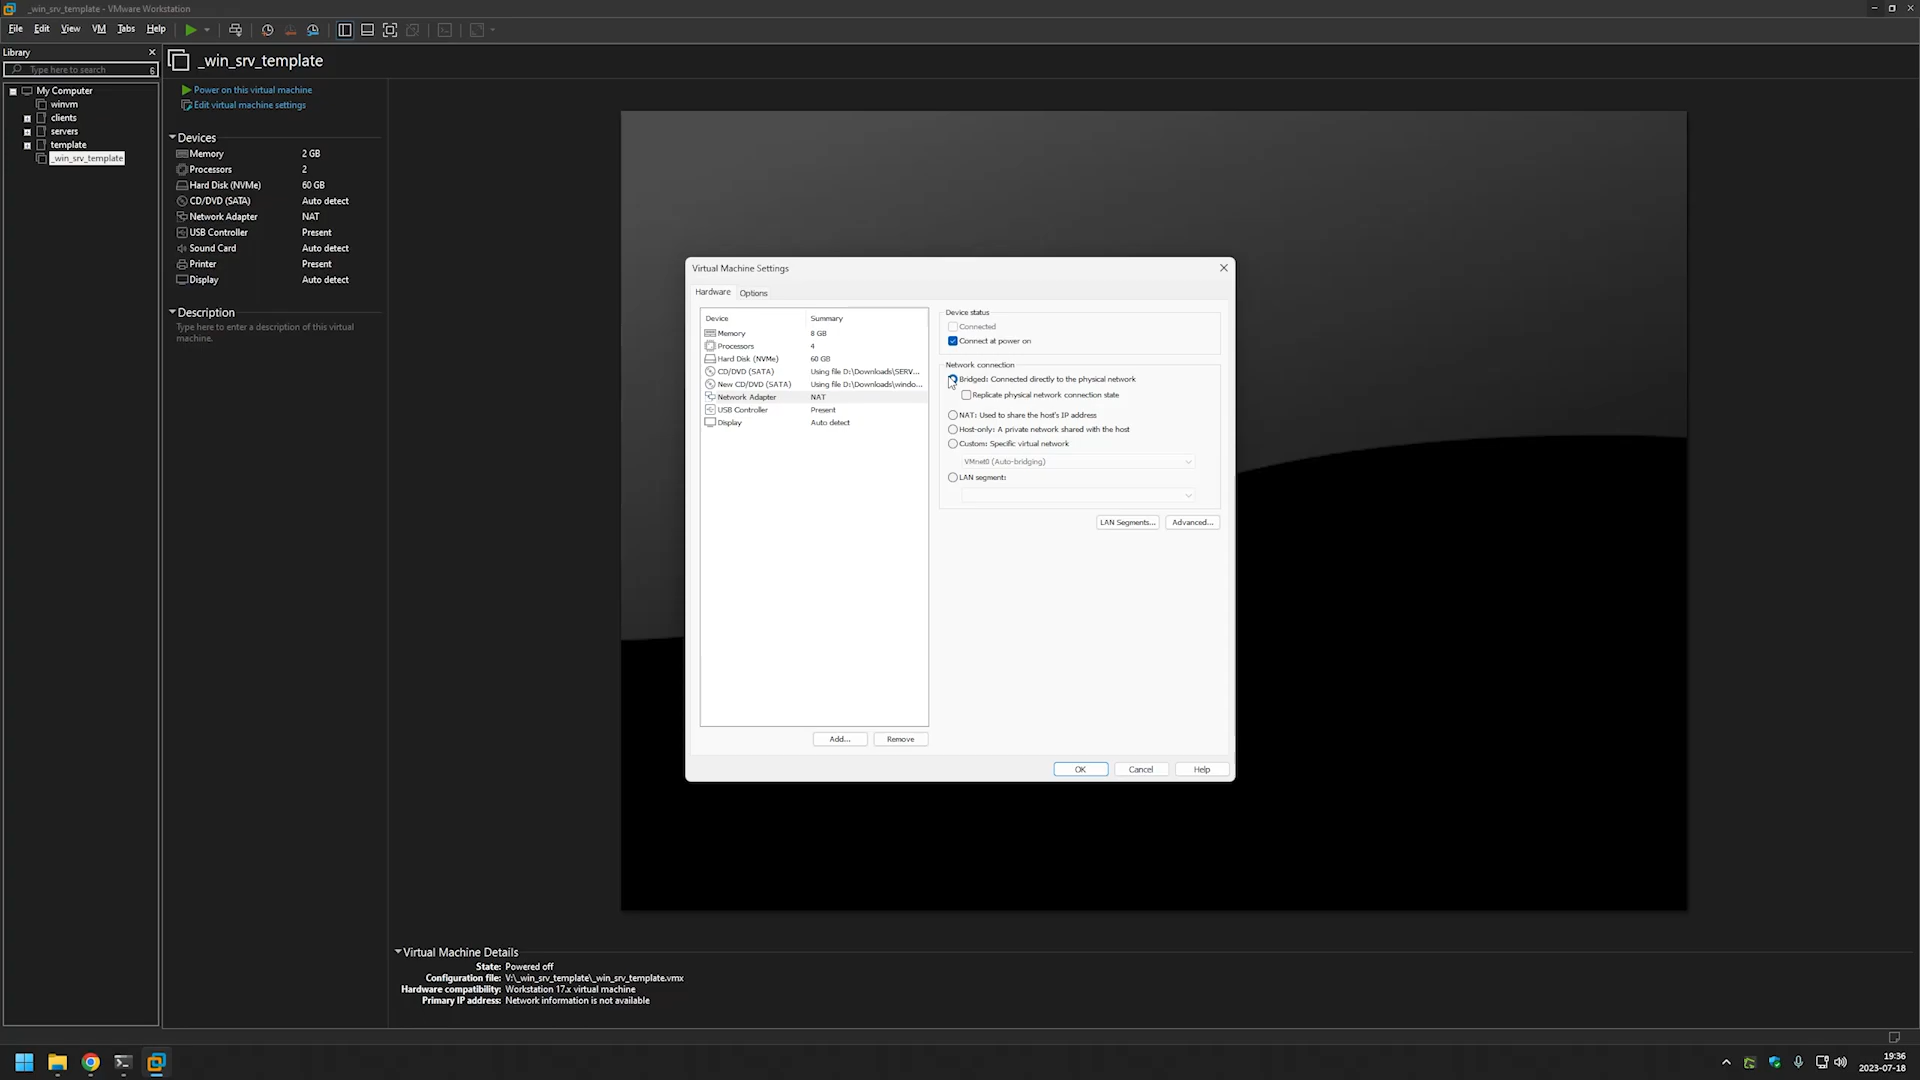 _win_srv_template - VMware Workstation
File Edit View VM Tabs Help
Library
Type here to search
My Computer
winvm
clients
servers
template
_win_srv_template
_win_srv_template
Power on this virtual machine
Edit virtual machine settings
Devices
Memory 2 GB
Processors 2
Hard Disk (NVMe) 60 GB
CD/DVD (SATA) Auto detect
Network Adapter NAT
USB Controller Present
Sound Card Auto detect
Printer Present
Display Auto detect
Description
Type here to enter a description of this virtual
machine.
Virtual Machine Settings
Hardware Options
Device Summary
Memory 8 GB
Processors 4
Hard Disk (NVMe) 60 GB
CD/DVD (SATA) Using file D:\Downloads\SERV...
New CD/DVD (SATA) Using file D:\Downloads\windo...
Network Adapter NAT
USB Controller Present
Display Auto detect
Add... Remove
Device status
Connected
Connect at power on
Network connection
Bridged: Connected directly to the physical network
Replicate physical network connection state
NAT: Used to share the host's IP address
Host-only: A private network shared with the host
Custom: Specific virtual network
VMnet0 (Auto-bridging)
LAN segment:
LAN Segments... Advanced...
OK Cancel Help
Virtual Machine Details
State: Powered off
Configuration file: V:\_win_srv_template\_win_srv_template.vmx
Hardware compatibility: Workstation 17.x virtual machine
Primary IP address: Network information is not available
19:36
2023-07-18